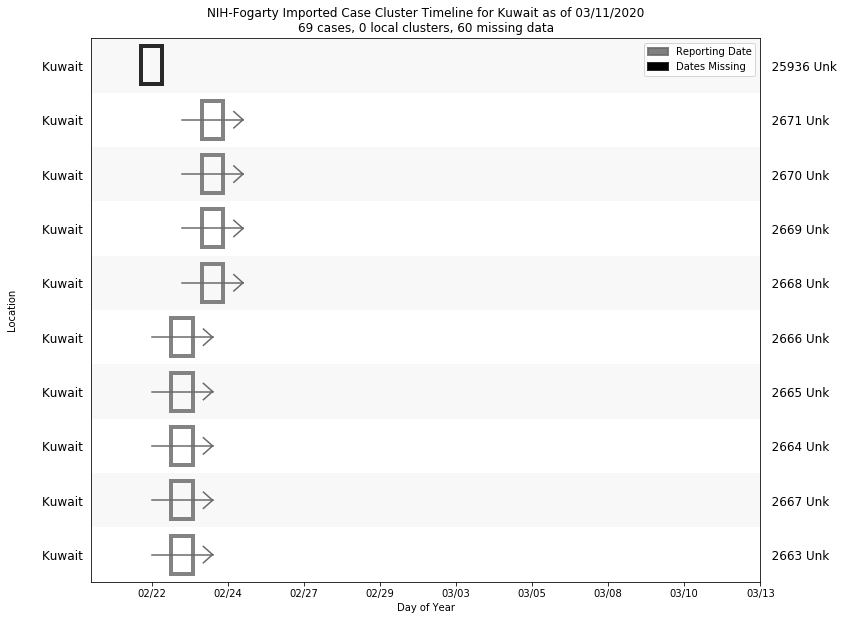 NIH-Fogarty Imported Case Cluster Timeline for Kuwait as of 03/11/2020
69 cases, 0 local clusters, 60 missing data
Reporting Date
Dates Missing
Kuwait 25936 Unk
Kuwait 2671 Unk
Kuwait 2670 Unk
Kuwait 2669 Unk
Kuwait 2668 Unk
Kuwait 2666 Unk
Kuwait 2665 Unk
Kuwait 2664 Unk
Kuwait 2667 Unk
Kuwait 2663 Unk
Location
02/22 02/24 02/27 02/29 03/03 03/05 03/08 03/10 03/13
Day of Year